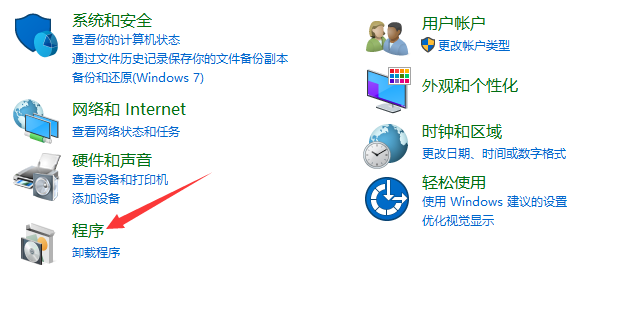 系统和安全
查看你的计算机状态
通过文件历史记录保存你的文件备份副本
备份和还原(Windows 7)
网络和 Internet
查看网络状态和任务
硬件和声音
查看设备和打印机
添加设备
程序
卸载程序
用户帐户
更改帐户类型
外观和个性化
时钟和区域
更改日期、时间或数字格式
轻松使用
使用 Windows 建议的设置
优化视觉显示